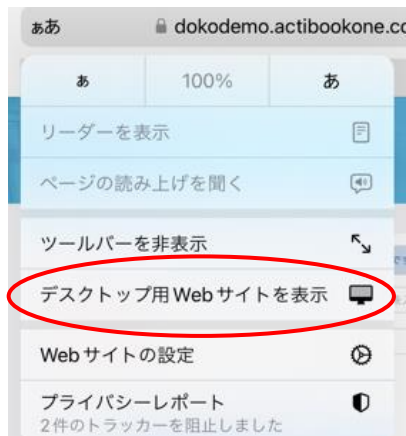 ぁあ dokodemo.actibookone.co
あ 100% あ
リーダーを表示
ページの読み上げを聞く
ツールバーを非表示
デスクトップ用Webサイトを表示
Webサイトの設定
プライバシーレポート
2件のトラッカーを阻止しました